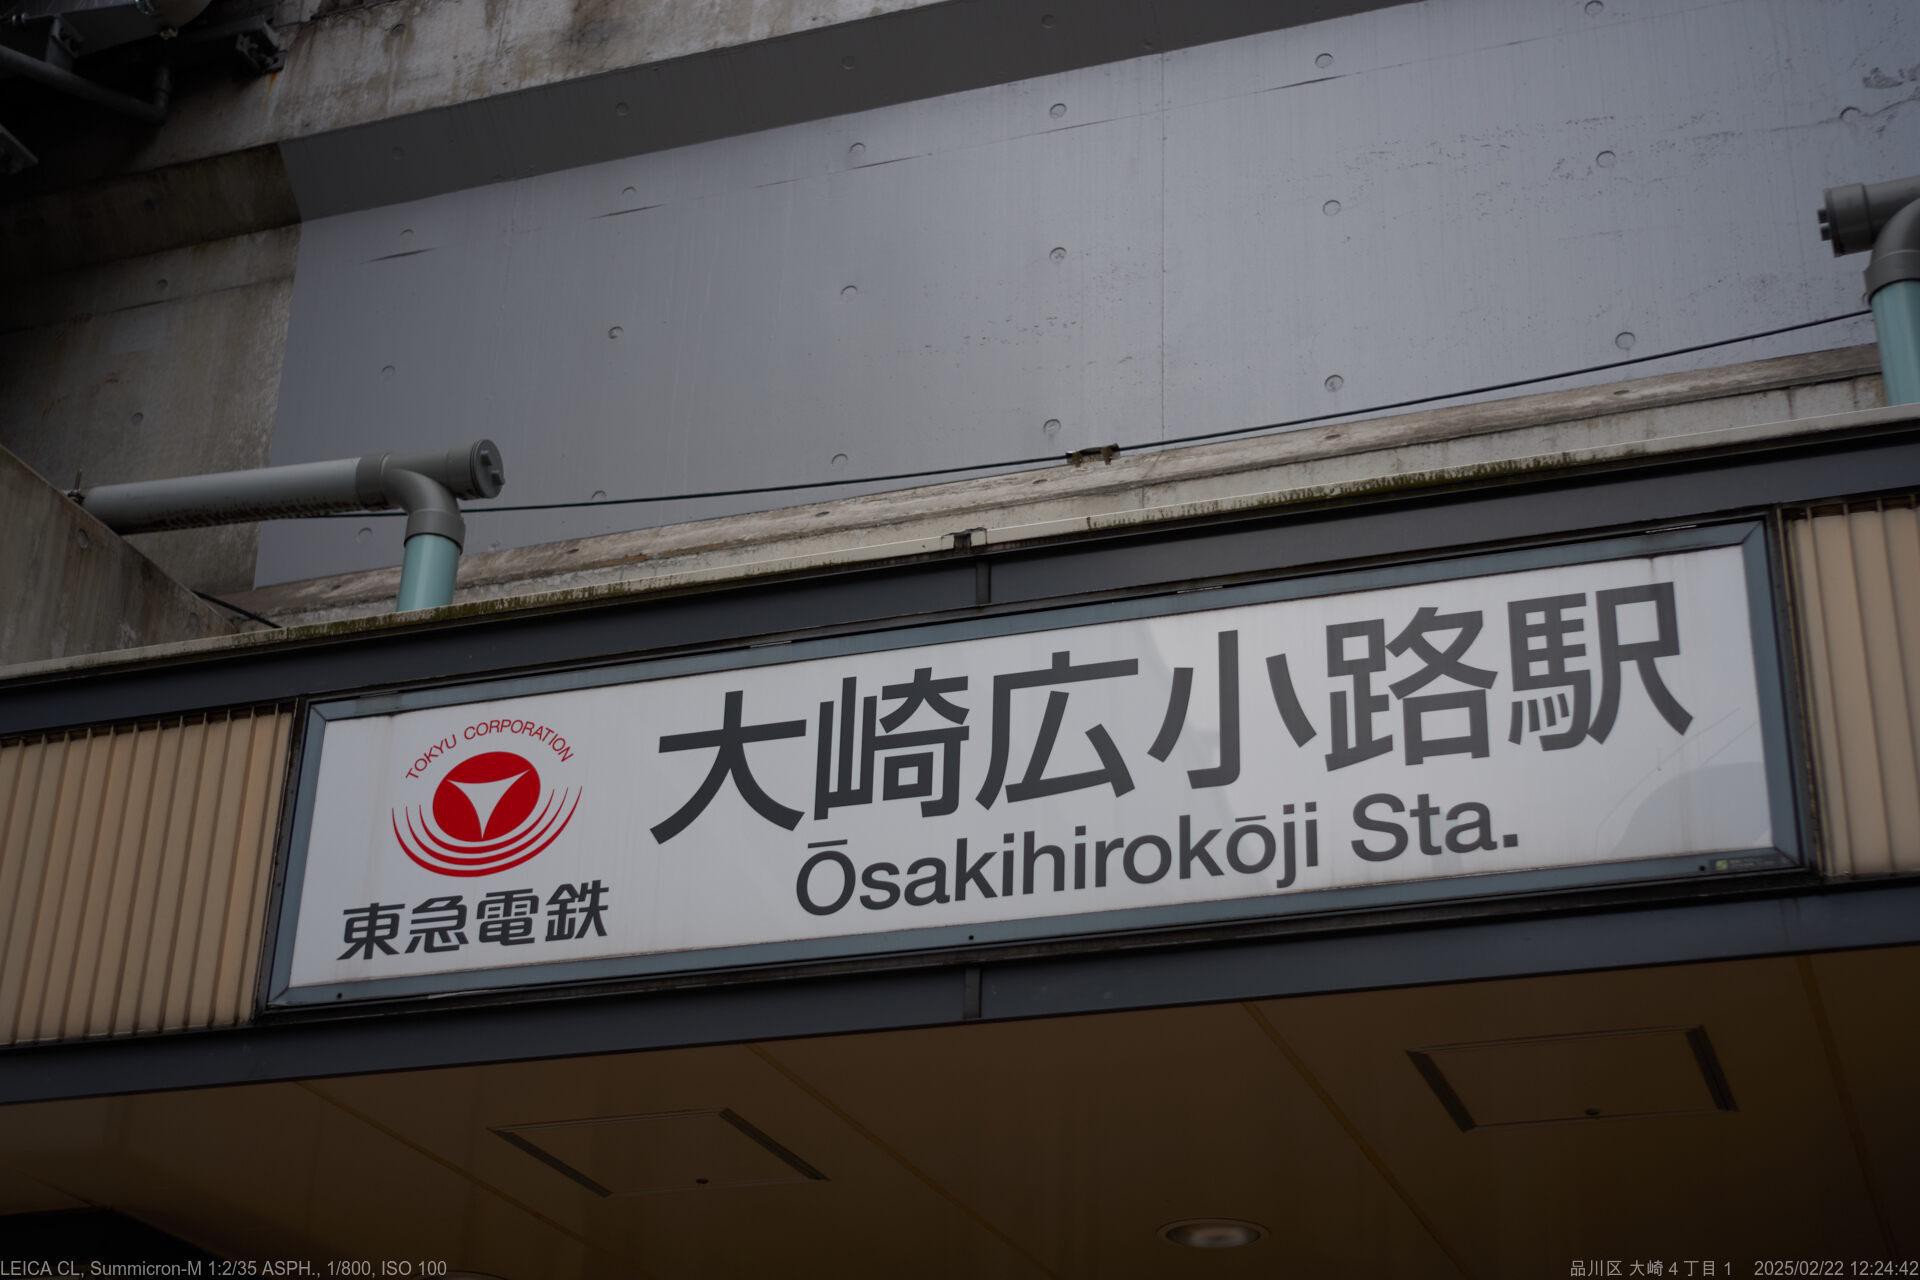 TOKYU CORPORATION
東急電鉄
大崎広小路駅
Ōsakihirokōji Sta.
LEICA CL, Summicron-M 1:2/35 ASPH., 1/800, ISO 100
品川区 大崎 4 丁目 1 2025/02/22 12:24:42